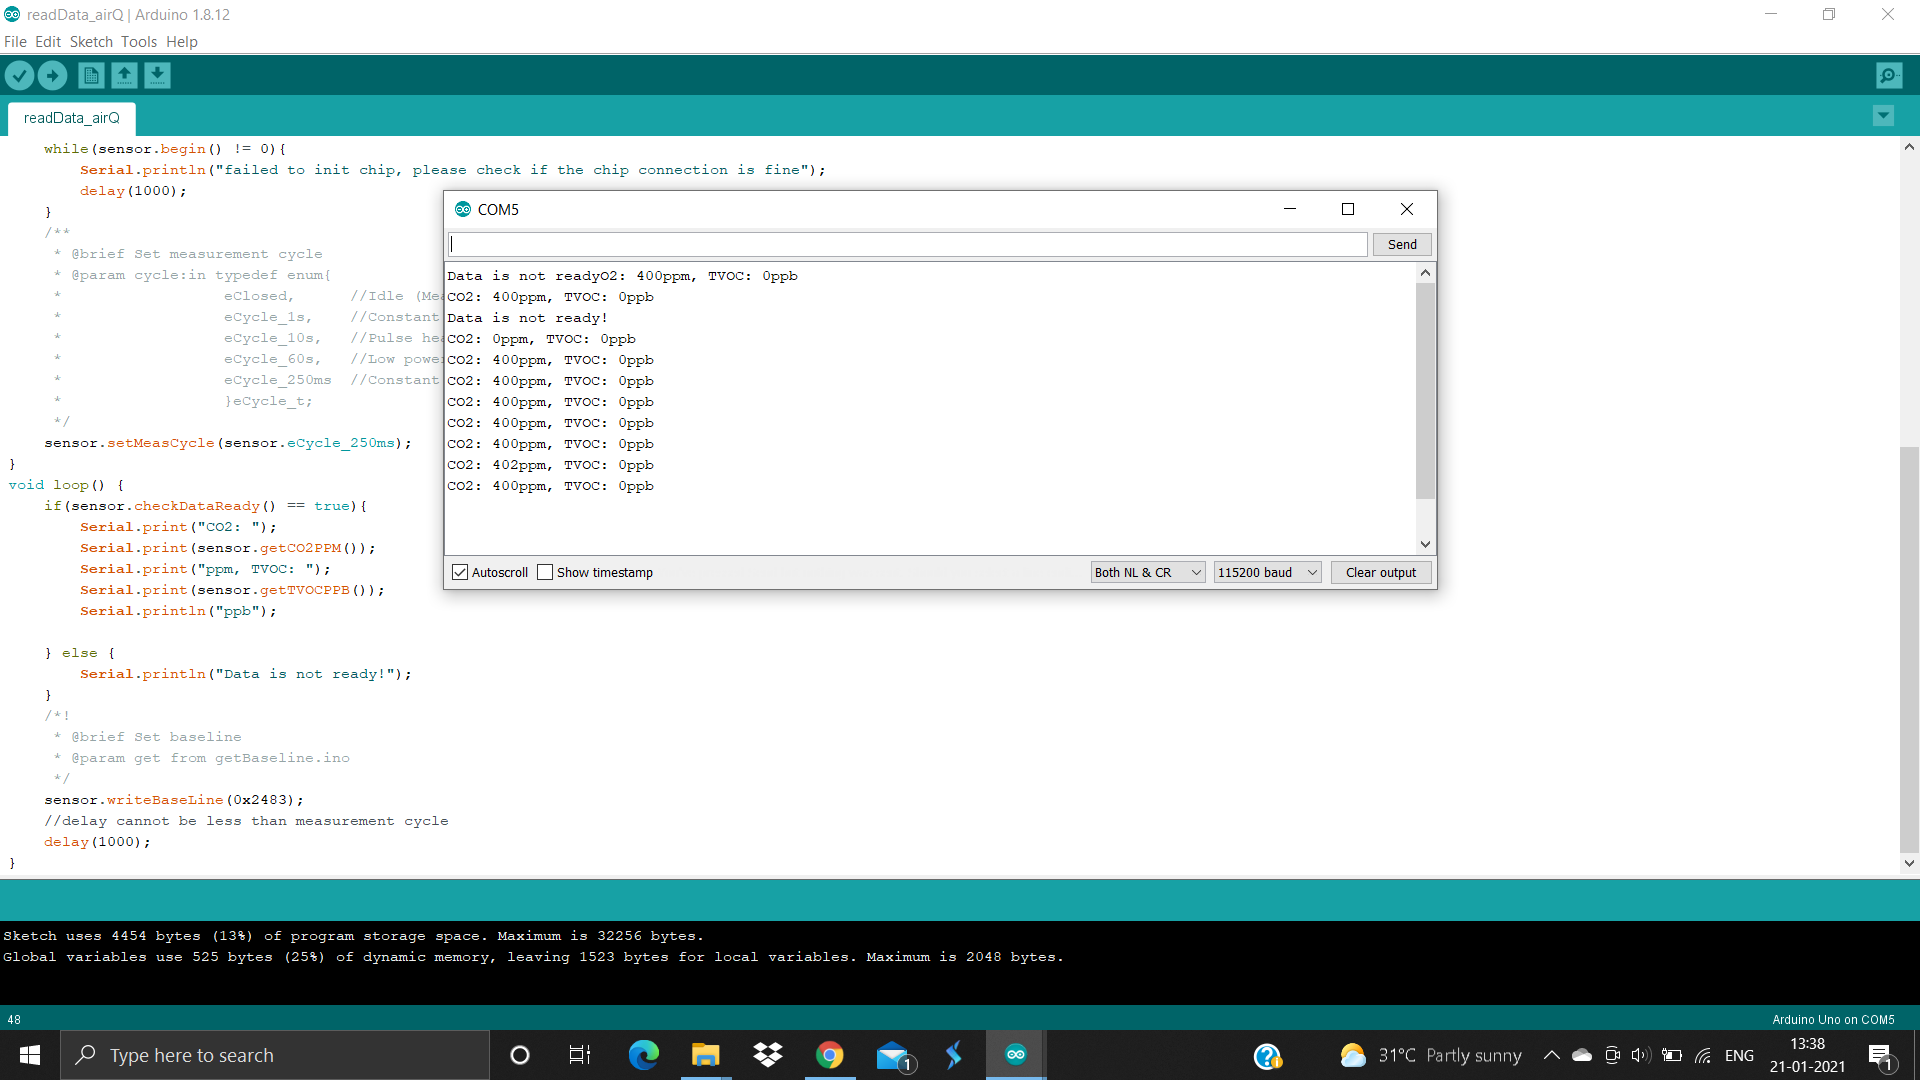 readData_airQ | Arduino 1.8.12
File Edit Sketch Tools Help
readData_airQ
while(sensor.begin() != 0){
Serial.println("failed to init chip, please check if the chip connection is fine");
delay(1000);
}
/**
* @brief Set measurement cycle
* @param cycle:in typedef enum{
* eClosed, //Idle (Mea
* eCycle_1s, //Constant
* eCycle_10s, //Pulse hea
* eCycle_60s, //Low power
* eCycle_250ms //Constant
* }eCycle_t;
*/
sensor.setMeasCycle(sensor.eCycle_250ms);
}
void loop() {
if(sensor.checkDataReady() == true){
Serial.print("CO2: ");
Serial.print(sensor.getCO2PPM());
Serial.print("ppm, TVOC: ");
Serial.print(sensor.getTVOCPPB());
Serial.println("ppb");
} else {
Serial.println("Data is not ready!");
}
/*!
* @brief Set baseline
* @param get from getBaseline.ino
*/
sensor.writeBaseLine(0x2483);
//delay cannot be less than measurement cycle
delay(1000);
}
COM5
Send
Data is not readyO2: 400ppm, TVOC: 0ppb
CO2: 400ppm, TVOC: 0ppb
Data is not ready!
CO2: 0ppm, TVOC: 0ppb
CO2: 400ppm, TVOC: 0ppb
CO2: 400ppm, TVOC: 0ppb
CO2: 400ppm, TVOC: 0ppb
CO2: 400ppm, TVOC: 0ppb
CO2: 400ppm, TVOC: 0ppb
CO2: 402ppm, TVOC: 0ppb
CO2: 400ppm, TVOC: 0ppb
Autoscroll Show timestamp Both NL & CR 115200 baud Clear output
Sketch uses 4454 bytes (13%) of program storage space. Maximum is 32256 bytes.
Global variables use 525 bytes (25%) of dynamic memory, leaving 1523 bytes for local variables. Maximum is 2048 bytes.
48 Arduino Uno on COM5
Type here to search 1 31°C Partly sunny ENG 13:38
21-01-2021 1